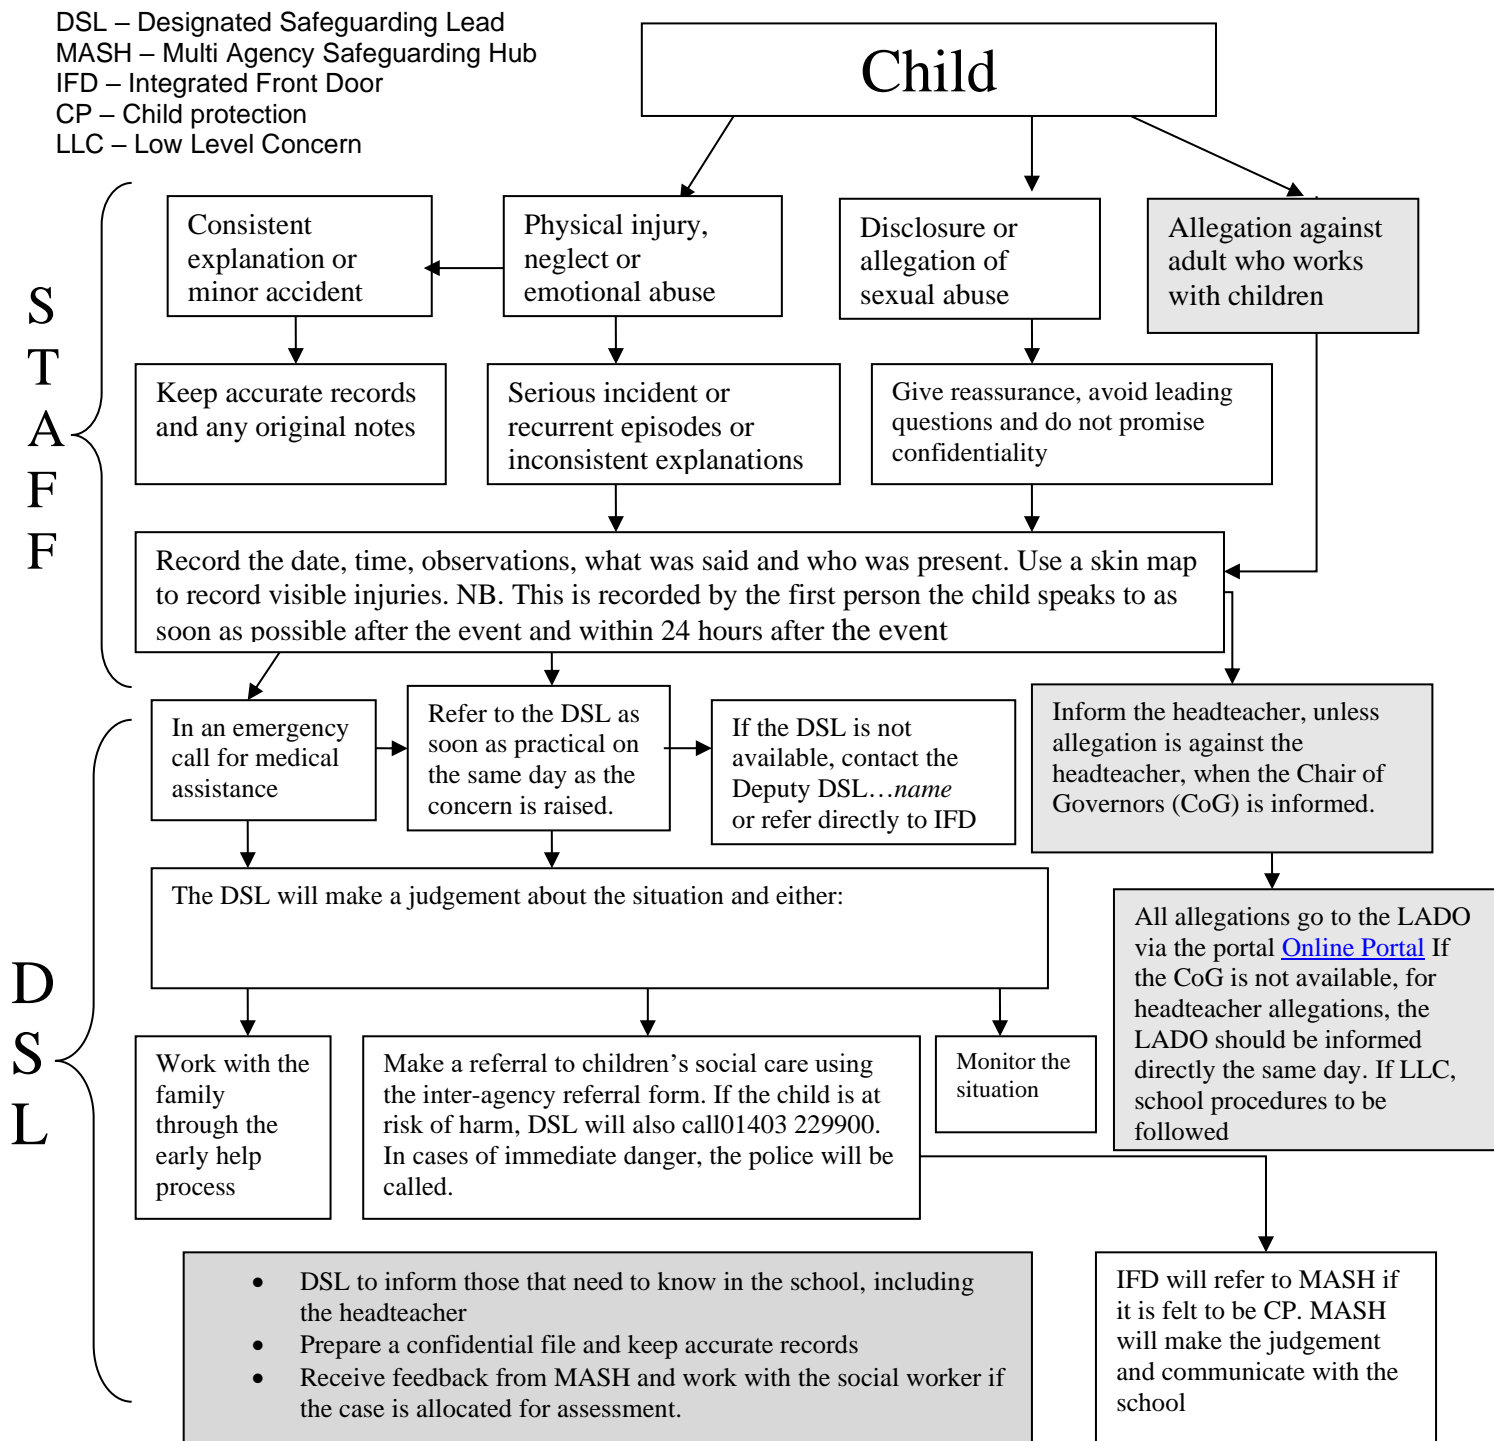 DSL – Designated Safeguarding Lead
MASH – Multi Agency Safeguarding Hub
IFD – Integrated Front Door
CP – Child protection
LLC – Low Level Concern
Child
S
T
A
F
F
Consistent
explanation or
minor accident
Physical injury,
neglect or
emotional abuse
Disclosure or
allegation of
sexual abuse
Allegation against
adult who works
with children
Keep accurate records
and any original notes
Serious incident or
recurrent episodes or
inconsistent explanations
Give reassurance, avoid leading
questions and do not promise
confidentiality
Record the date, time, observations, what was said and who was present. Use a skin map
to record visible injuries. NB. This is recorded by the first person the child speaks to as
soon as possible after the event and within 24 hours after the event
D
S
L
In an emergency
call for medical
assistance
Refer to the DSL as
soon as practical on
the same day as the
concern is raised.
If the DSL is not
available, contact the
Deputy DSL…name
or refer directly to IFD
Inform the headteacher, unless
allegation is against the
headteacher, when the Chair of
Governors (CoG) is informed.
The DSL will make a judgement about the situation and either:
All allegations go to the LADO
via the portal Online Portal If
the CoG is not available, for
headteacher allegations, the
LADO should be informed
directly the same day. If LLC,
school procedures to be
followed
Work with the
family
through the
early help
process
Make a referral to children’s social care using
the inter-agency referral form. If the child is at
risk of harm, DSL will also call01403 229900.
In cases of immediate danger, the police will be
called.
Monitor the
situation
• DSL to inform those that need to know in the school, including
the headteacher
• Prepare a confidential file and keep accurate records
• Receive feedback from MASH and work with the social worker if
the case is allocated for assessment.
IFD will refer to MASH if
it is felt to be CP. MASH
will make the judgement
and communicate with the
school